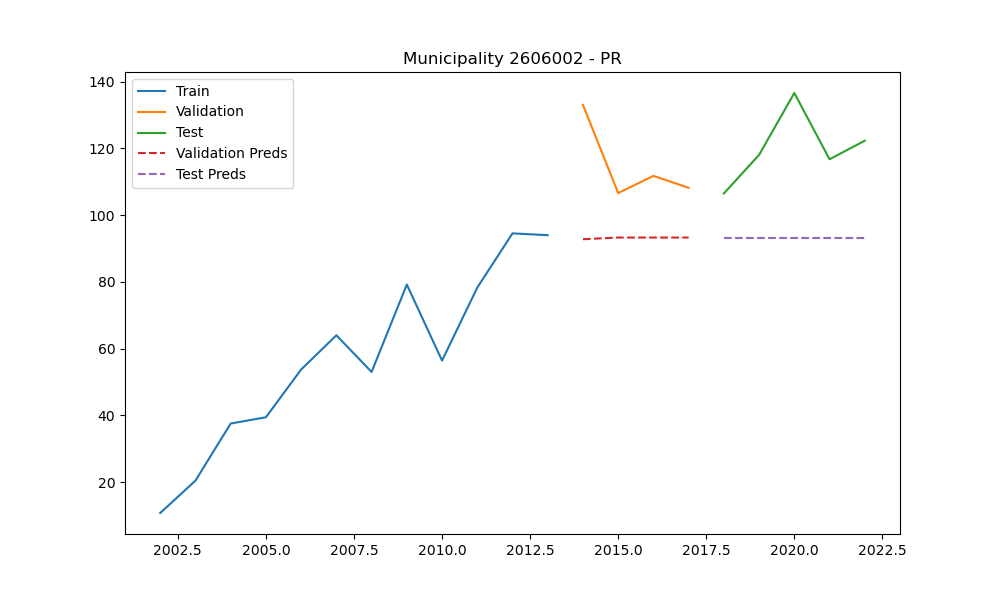 Municipality 2606002 - PR
Train
Validation
Test
Validation Preds
Test Preds
140
120
100
80
60
40
20
2002.5 2005.0 2007.5 2010.0 2012.5 2015.0 2017.5 2020.0 2022.5